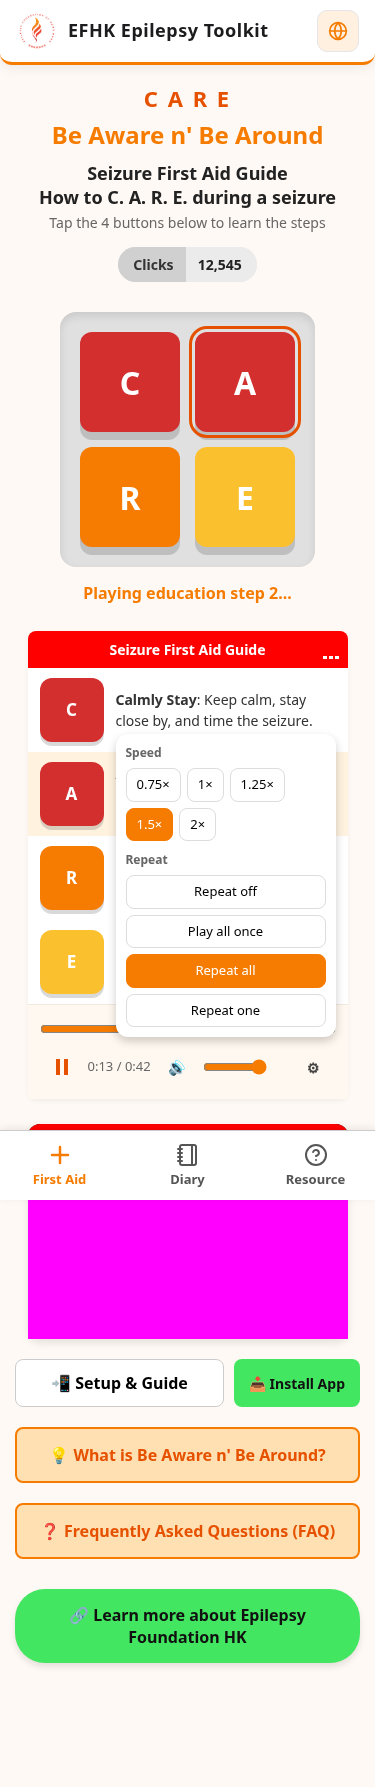 EFHK Epilepsy Toolkit
C A R E
Be Aware n' Be Around
Seizure First Aid Guide
How to C. A. R. E. during a seizure
Tap the 4 buttons below to learn the steps
Clicks 12,545
C A
R E
Playing education step 2...
Seizure First Aid Guide ...
C
Calmly Stay: Keep calm, stay
close by, and time the seizure.
A
R
E
Speed
0.75× 1× 1.25×
1.5× 2×
Repeat
Repeat off
Play all once
Repeat all
Repeat one
0:13 / 0:42
First Aid Diary Resource
Setup & Guide Install App
What is Be Aware n' Be Around?
Frequently Asked Questions (FAQ)
Learn more about Epilepsy
Foundation HK